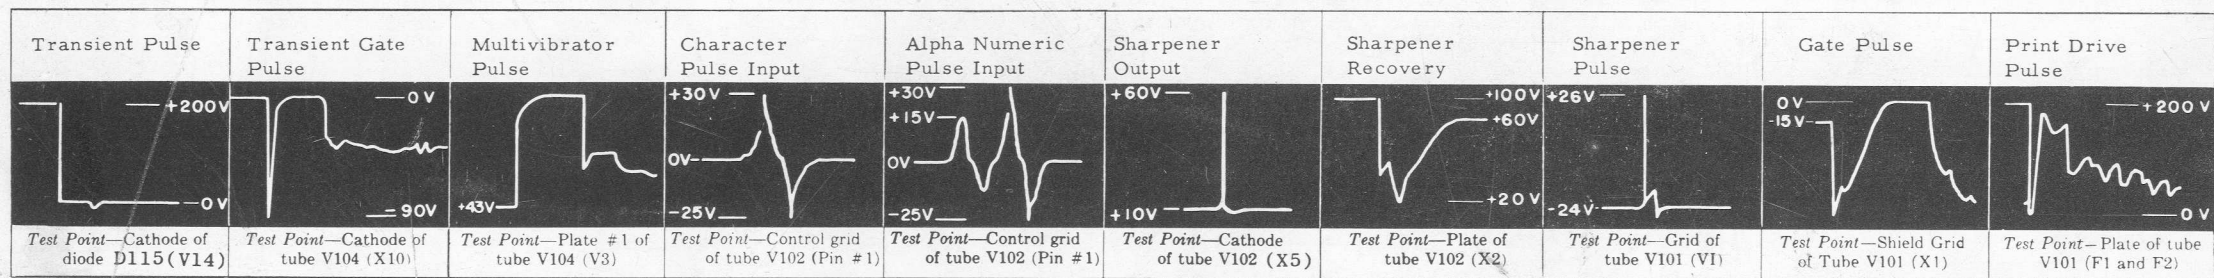 Transient Pulse
+200V
0V
Test Point—Cathode of
diode D115(V14)
Transient Gate
Pulse
0V
-90V
Test Point—Cathode of
tube V104 (X10)
Multivibrator
Pulse
+43V
Test Point—Plate #1 of
tube V104 (V3)
Character
Pulse Input
+30V
0V
-25V
Test Point—Control grid
of tube V102 (Pin #1)
Alpha Numeric
Pulse Input
+30V
+15V
0V
-25V
Test Point—Control grid
of tube V102 (Pin #1)
Sharpener
Output
+60V
+10V
Test Point—Cathode
of tube V102 (X5)
Sharpener
Recovery
+100V
+60V
+20V
Test Point—Plate of
tube V102 (X2)
Sharpener
Pulse
+26V
-24V
Test Point—Grid of
tube V101 (VI)
Gate Pulse
0V
-15V
Test Point—Shield Grid
of Tube V101 (X1)
Print Drive
Pulse
+200V
0V
Test Point—Plate of tube
V101 (F1 and F2)